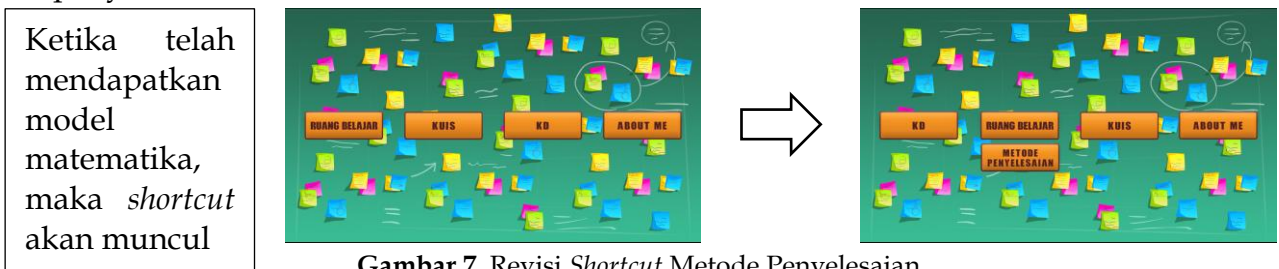 Ketika telah
mendapatkan
model
matematika,
maka shortcut
akan muncul
RUANG BELAJAR
KUIS
KD
ABOUT ME
KD
RUANG BELAJAR
KUIS
ABOUT ME
METODE
PENYELESAIAN
Gambar 7. Revisi Shortcut Metode Penyelesaian